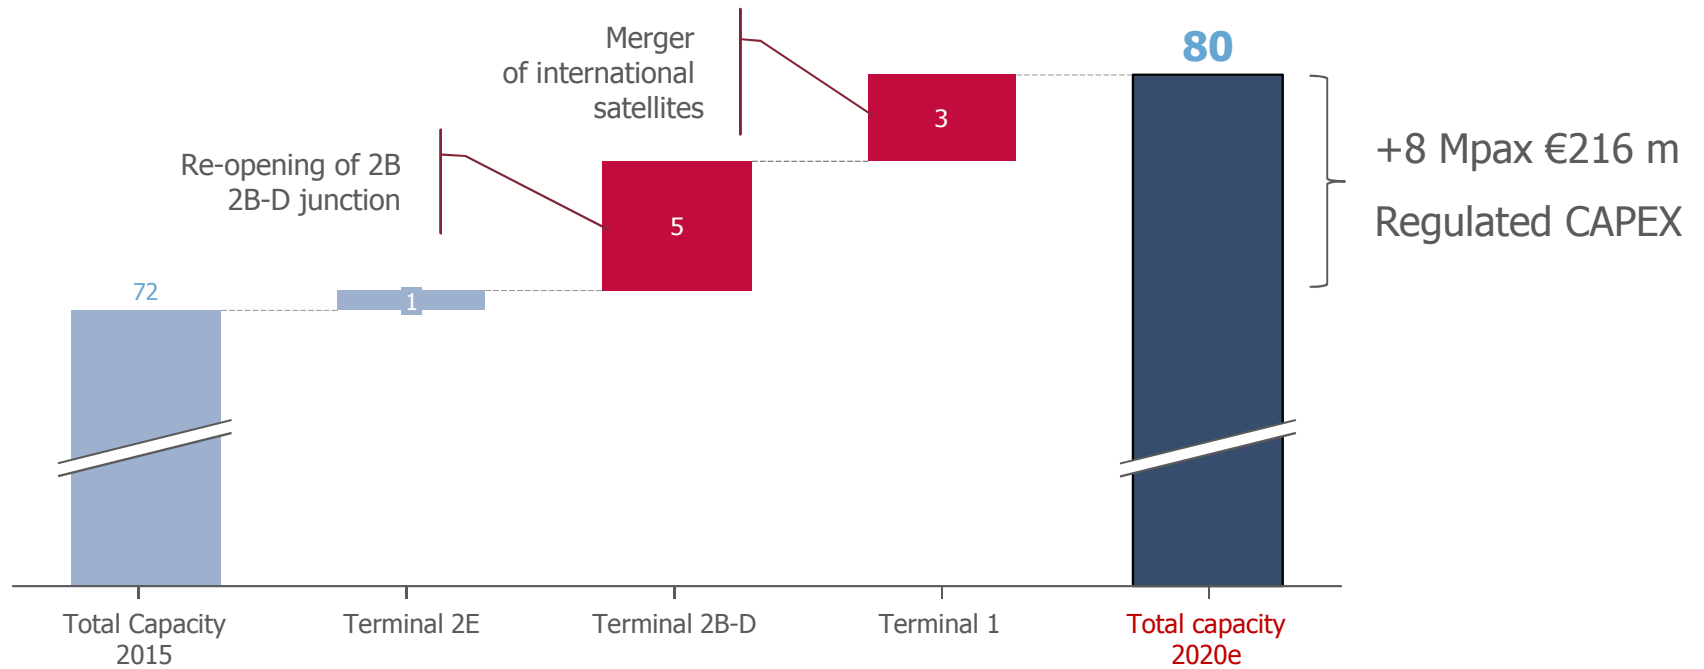 Merger
of international
satellites
80
3
+8 Mpax €216 m
Regulated CAPEX
Re-opening of 2B
2B-D junction
5
72
1
Total Capacity
2015
Terminal 2E
Terminal 2B-D
Terminal 1
Total capacity
2020e